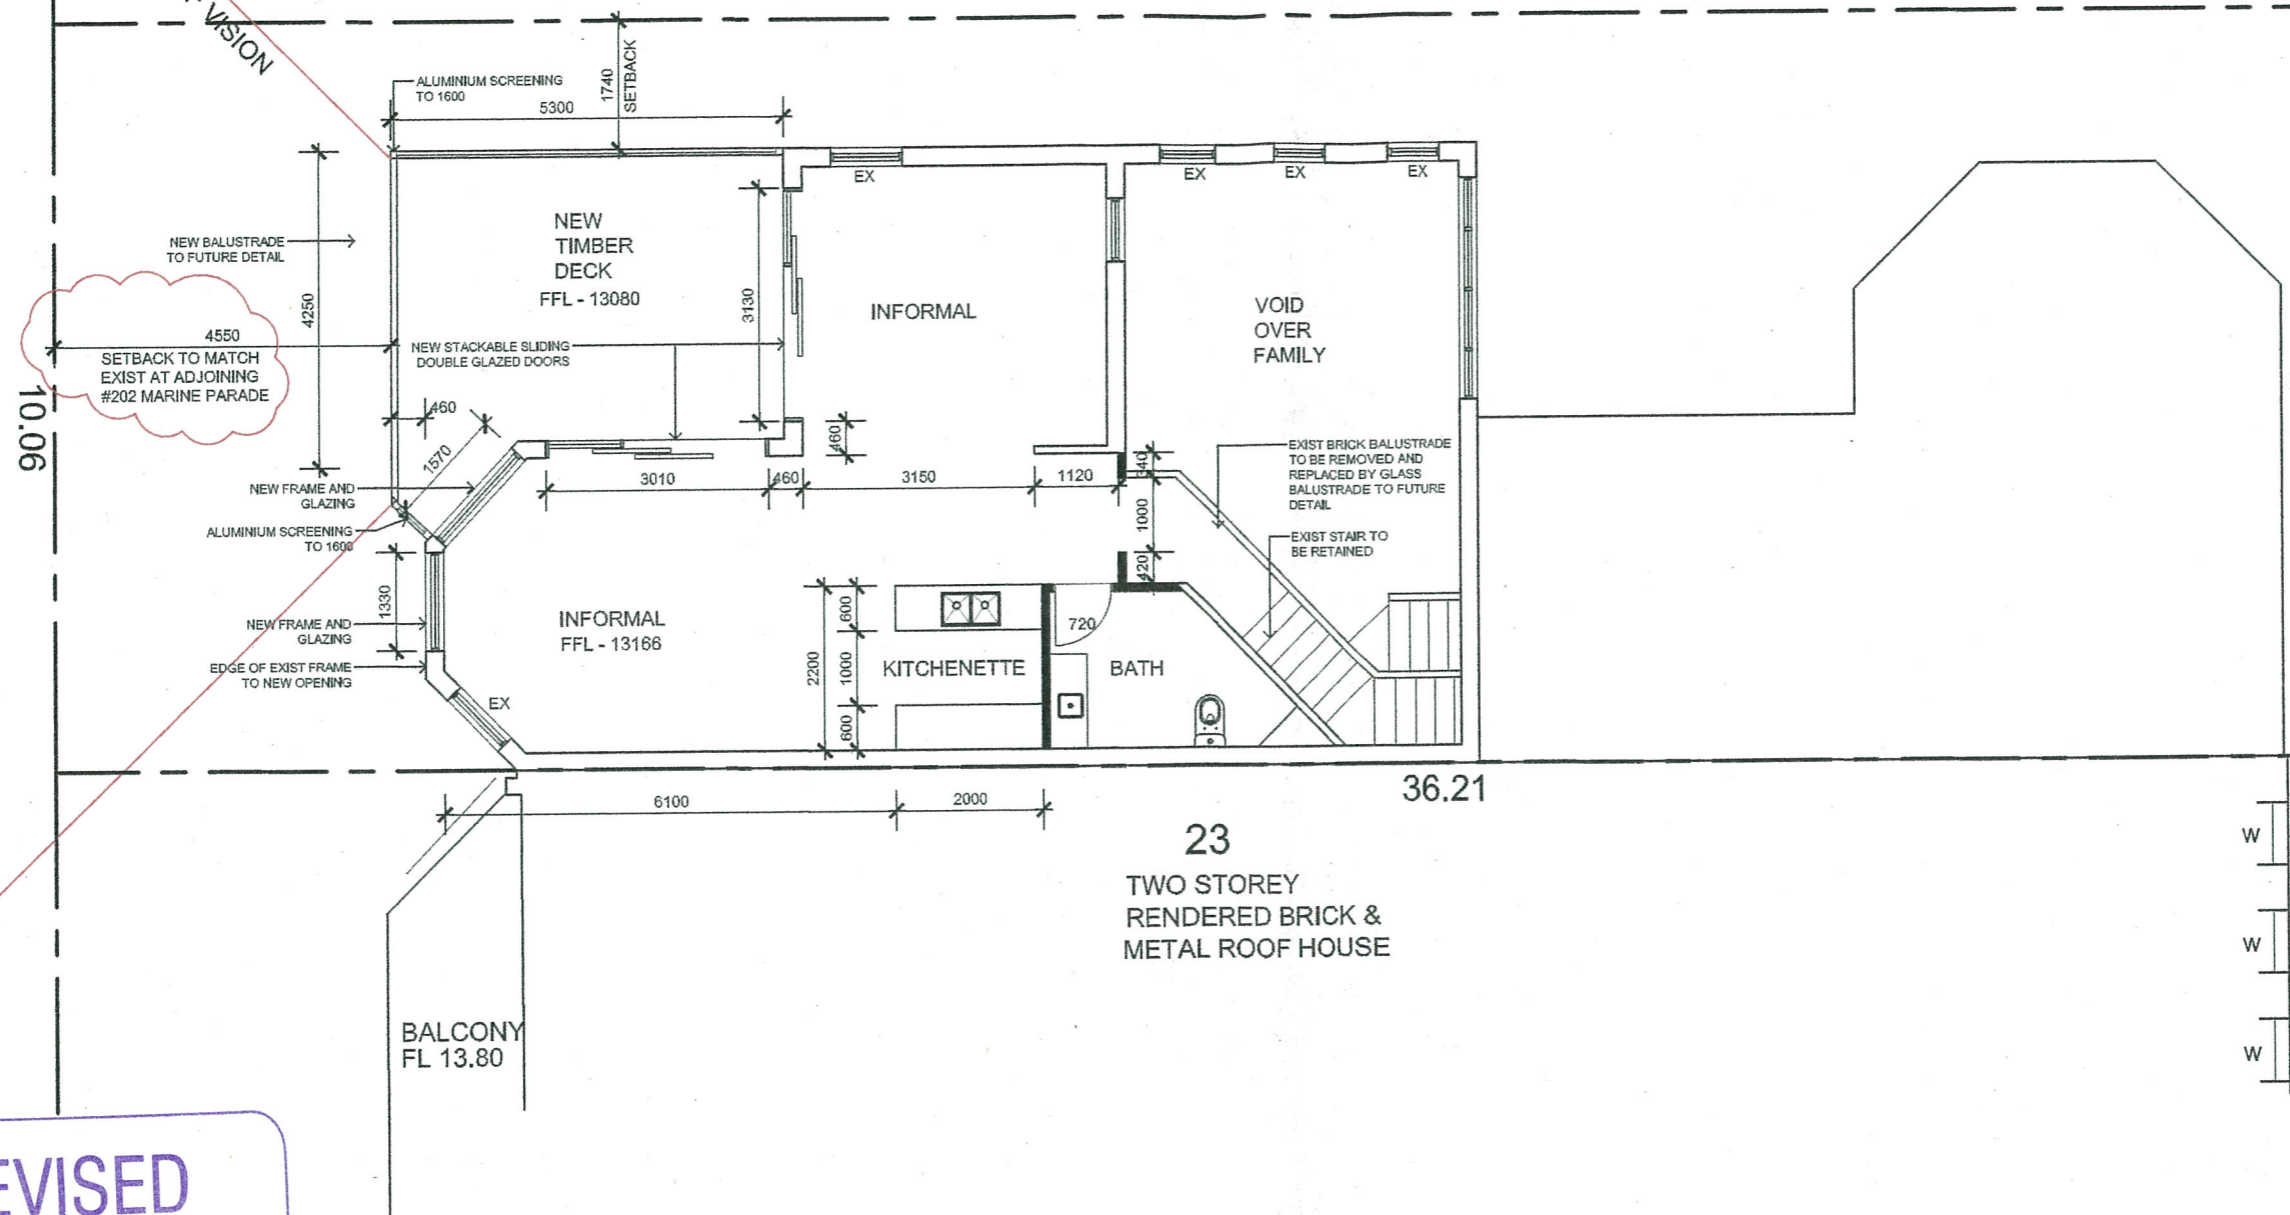 VISION
ALUMINIUM SCREENING
TO 1600
5300
1740
SETBACK
EX
EX
EX
EX
NEW BALUSTRADE
TO FUTURE DETAIL
NEW
TIMBER
DECK
FFL - 13080
4250
3130
INFORMAL
VOID
OVER
FAMILY
4550
SETBACK TO MATCH
EXIST AT ADJOINING
#202 MARINE PARADE
NEW STACKABLE SLIDING
DOUBLE GLAZED DOORS
10.06
460
1570
460
3010
460
3150
1120
340
1000
420
EXIST BRICK BALUSTRADE
TO BE REMOVED AND
REPLACED BY GLASS
BALUSTRADE TO FUTURE
DETAIL
NEW FRAME AND
GLAZING
ALUMINIUM SCREENING
TO 1600
EXIST STAIR TO
BE RETAINED
1330
NEW FRAME AND
GLAZING
EDGE OF EXIST FRAME
TO NEW OPENING
EX
INFORMAL
FFL - 13166
2200
600
1000
600
KITCHENETTE
720
BATH
6100
2000
36.21
23
TWO STOREY
RENDERED BRICK &
METAL ROOF HOUSE
W
W
W
BALCONY
FL 13.80
EVISED